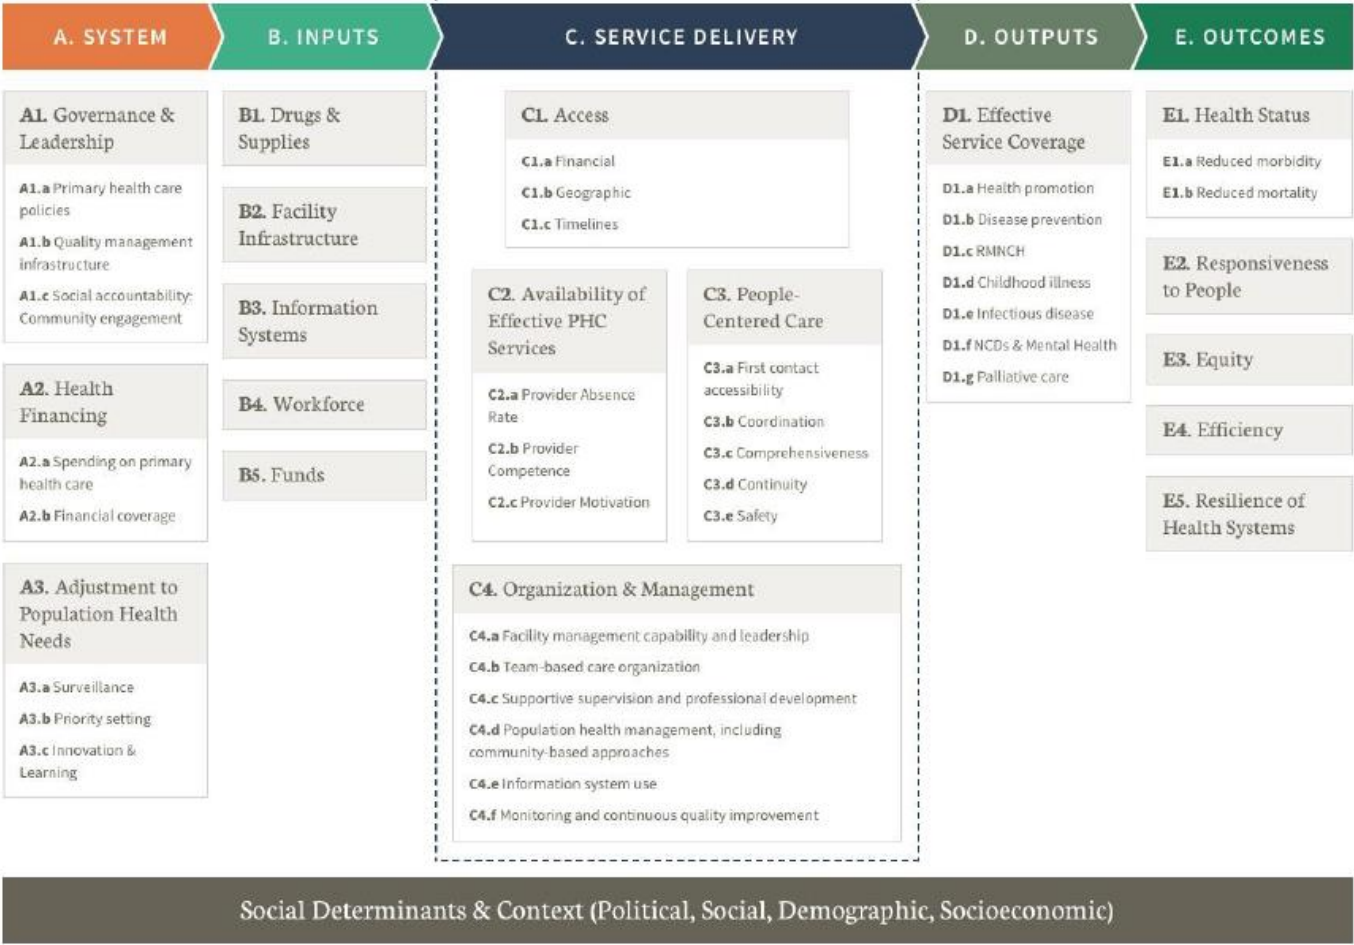 A. SYSTEM
B. INPUTS
C. SERVICE DELIVERY
D. OUTPUTS
E. OUTCOMES
A1. Governance &
Leadership
A1.a Primary health care
policies
A1.b Quality management
infrastructure
A1.c Social accountability:
Community engagement
A2. Health
Financing
A2.a Spending on primary
health care
A2.b Financial coverage
A3. Adjustment to
Population Health
Needs
A3.a Surveillance
A3.b Priority setting
A3.c Innovation &
Learning
B1. Drugs &
Supplies
B2. Facility
Infrastructure
B3. Information
Systems
B4. Workforce
B5. Funds
C1. Access
C1.a Financial
C1.b Geographic
C1.c Timelines
C2. Availability of
Effective PHC
Services
C2.a Provider Absence
Rate
C2.b Provider
Competence
C2.c Provider Motivation
C3. People-
Centered Care
C3.a First contact
accessibility
C3.b Coordination
C3.c Comprehensiveness
C3.d Continuity
C3.e Safety
C4. Organization & Management
C4.a Facility management capability and leadership
C4.b Team-based care organization
C4.c Supportive supervision and professional development
C4.d Population health management, including
community-based approaches
C4.e Information system use
C4.f Monitoring and continuous quality improvement
D1. Effective
Service Coverage
D1.a Health promotion
D1.b Disease prevention
D1.c RMNCH
D1.d Childhood illness
D1.e Infectious disease
D1.f NCDs & Mental Health
D1.g Palliative care
E1. Health Status
E1.a Reduced morbidity
E1.b Reduced mortality
E2. Responsiveness
to People
E3. Equity
E4. Efficiency
E5. Resilience of
Health Systems
Social Determinants & Context (Political, Social, Demographic, Socioeconomic)